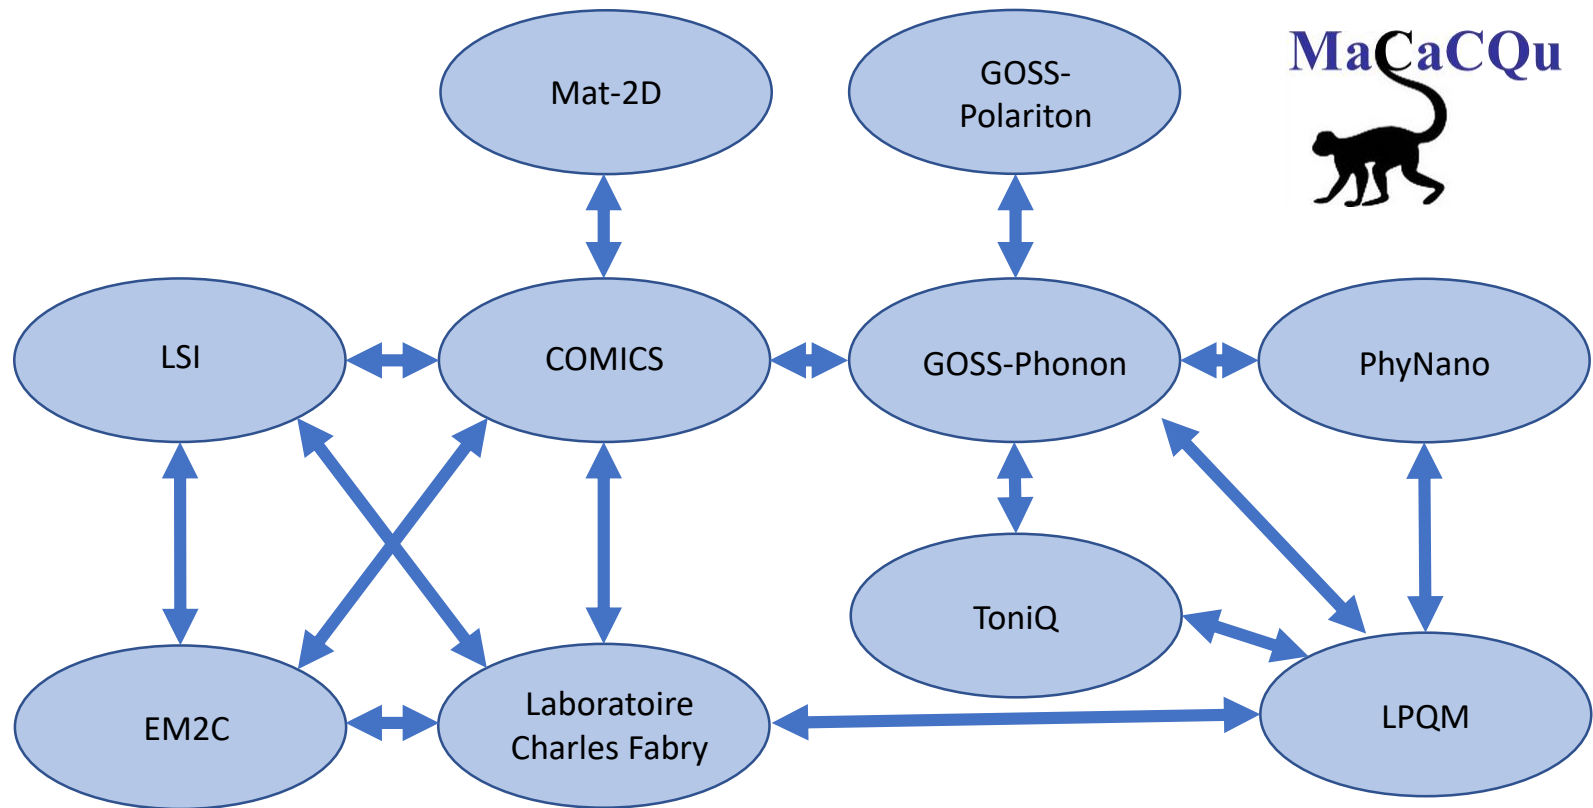 MaCaCQu
Mat-2D
GOSS-
Polariton
LSI
COMICS
GOSS-Phonon
PhyNano
ToniQ
EM2C
Laboratoire
Charles Fabry
LPQM